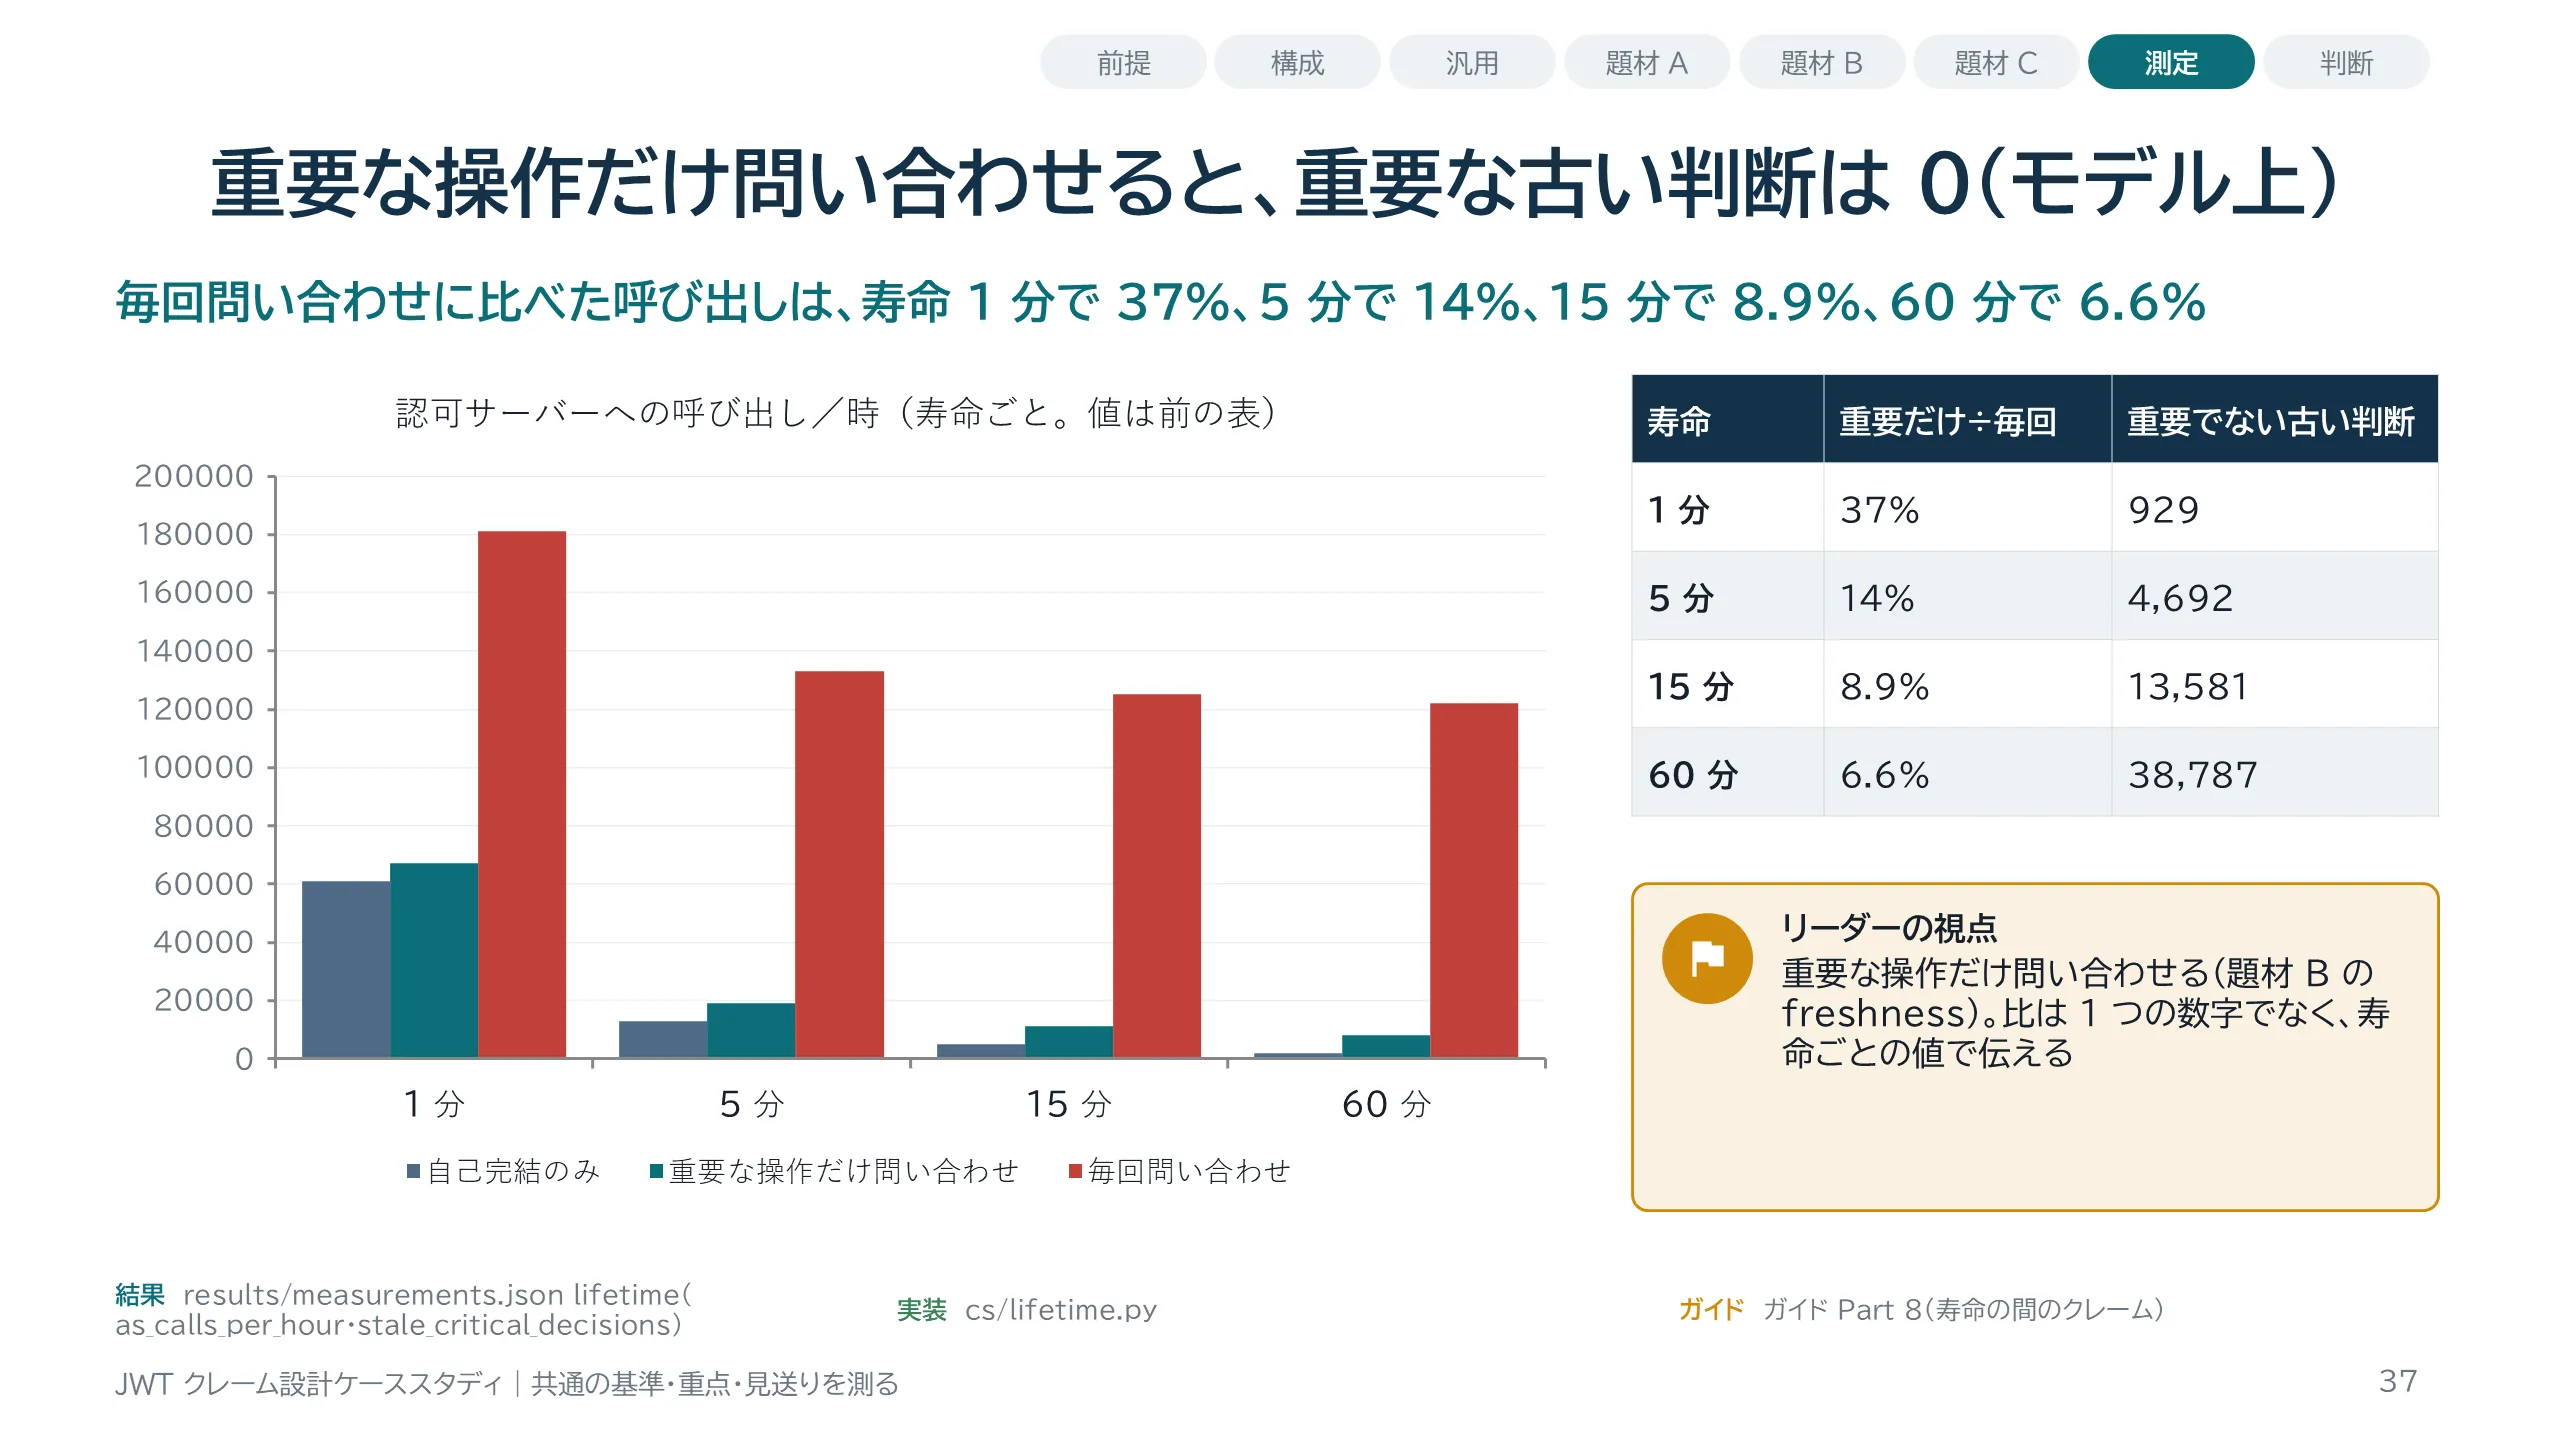 前提
構成
汎用
題材 A
題材 B
題材 C
測定
判断
重要な操作だけ問い合わせると、重要な古い判断は 0（モデル上）
毎回問い合わせに比べた呼び出しは、寿命 1 分で 37%、5 分で 14%、15 分で 8.9%、60 分で 6.6%
認可サーバーへの呼び出し／時（寿命ごと。値は前の表）
200000
180000
160000
140000
120000
100000
80000
60000
40000
20000
0
1 分
5 分
15 分
60 分
自己完結のみ
重要な操作だけ問い合わせ
毎回問い合わせ
寿命 重要だけ÷毎回 重要でない古い判断
1 分 37% 929
5 分 14% 4,692
15 分 8.9% 13,581
60 分 6.6% 38,787
リーダーの視点
重要な操作だけ問い合わせる（題材 B の
freshness）。比は 1 つの数字でなく、寿
命ごとの値で伝える
結果 results/measurements.json lifetime(
as_calls_per_hour・stale_critical_decisions)
実装 cs/lifetime.py
ガイド ガイド Part 8（寿命の間のクレーム）
JWT クレーム設計ケーススタディ｜共通の基準・重点・見送りを測る
37